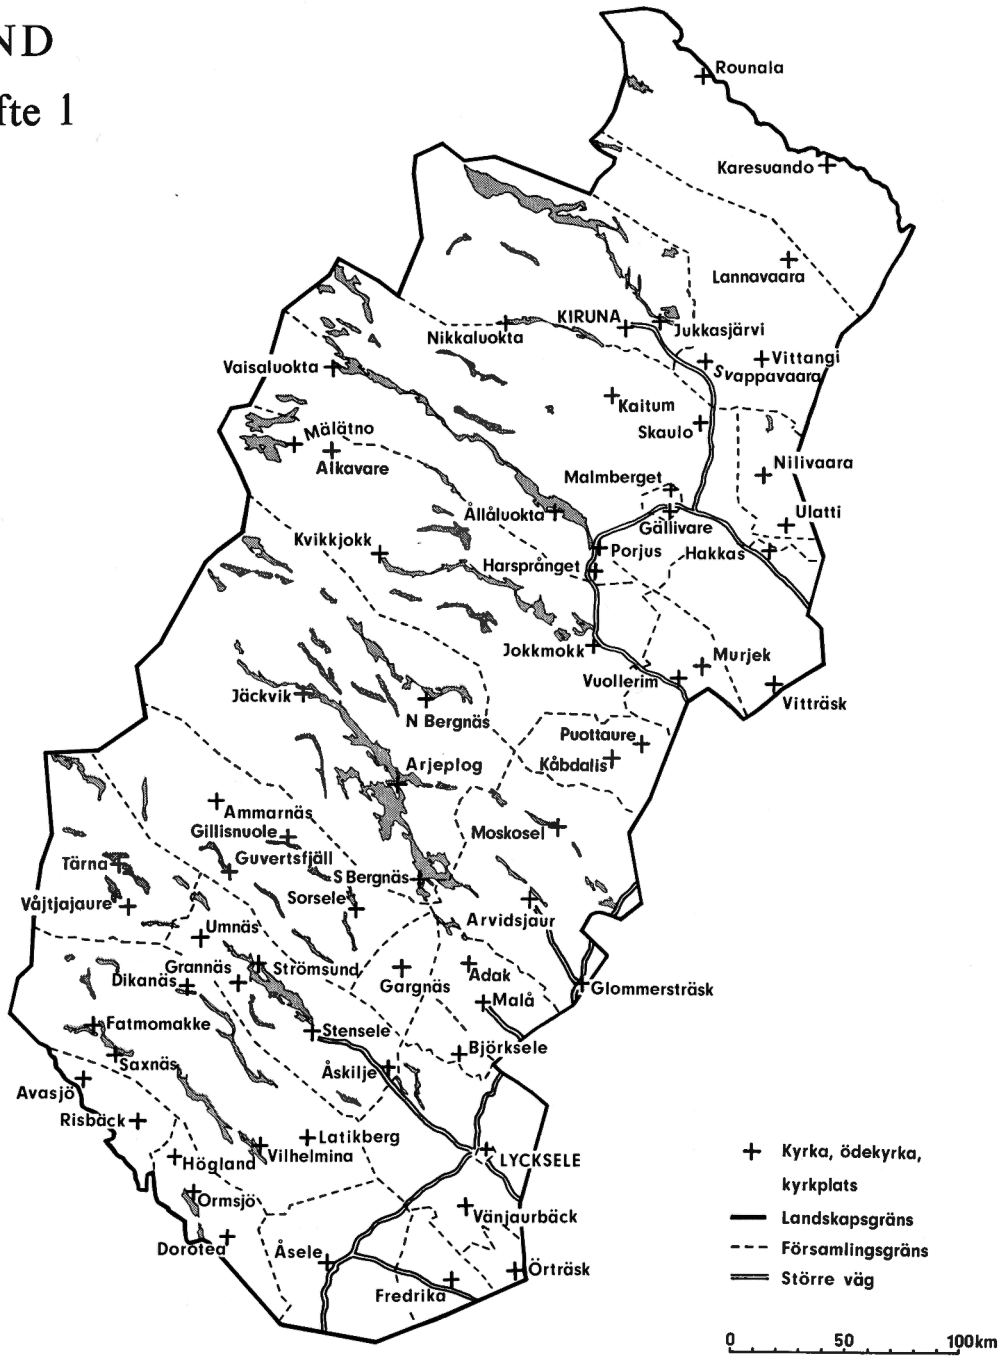 ND
fte 1
Rounala
Karesuando
Lannavaara
KIRUNA
Jukkasjärvi
Nikkaluokta
Vittangi
Svappavaara
Vaisaluokta
Kaitum
Skaulo
Mälätno
Alkavare
Nilivaara
Malmberget
Ulatti
Ållåluokta
Gällivare
Kvikkjokk
Porjus
Hakkas
Harsprånget
Jokkmokk
Murjek
Vuollerim
Vitträsk
Jäckvik
N Bergnäs
Puottaure
Kåbdalis
Arjeplog
Ammarnäs
Gillisnuole
Moskosel
Guvertsfjäll
Tärna
S Bergnäs
Sorsele
Våjtjajaure
Arvidsjaur
Umnäs
Grannäs
Strömsund
Dikanäs
Gargnäs
Adak
Glommersträsk
Malå
Fatmomakke
Stensele
Björksele
Saxnäs
Åskilje
Avasjö
Risbäck
Latikberg
Vilhelmina
Högland
LYCKSELE
Ormsjö
Vänjaurbäck
Dorotea
Åsele
Örträsk
Fredrika
Kyrka, ödekyrka,
kyrkplats
Landskapsgräns
Församlingsgräns
Större väg
0 50 100km